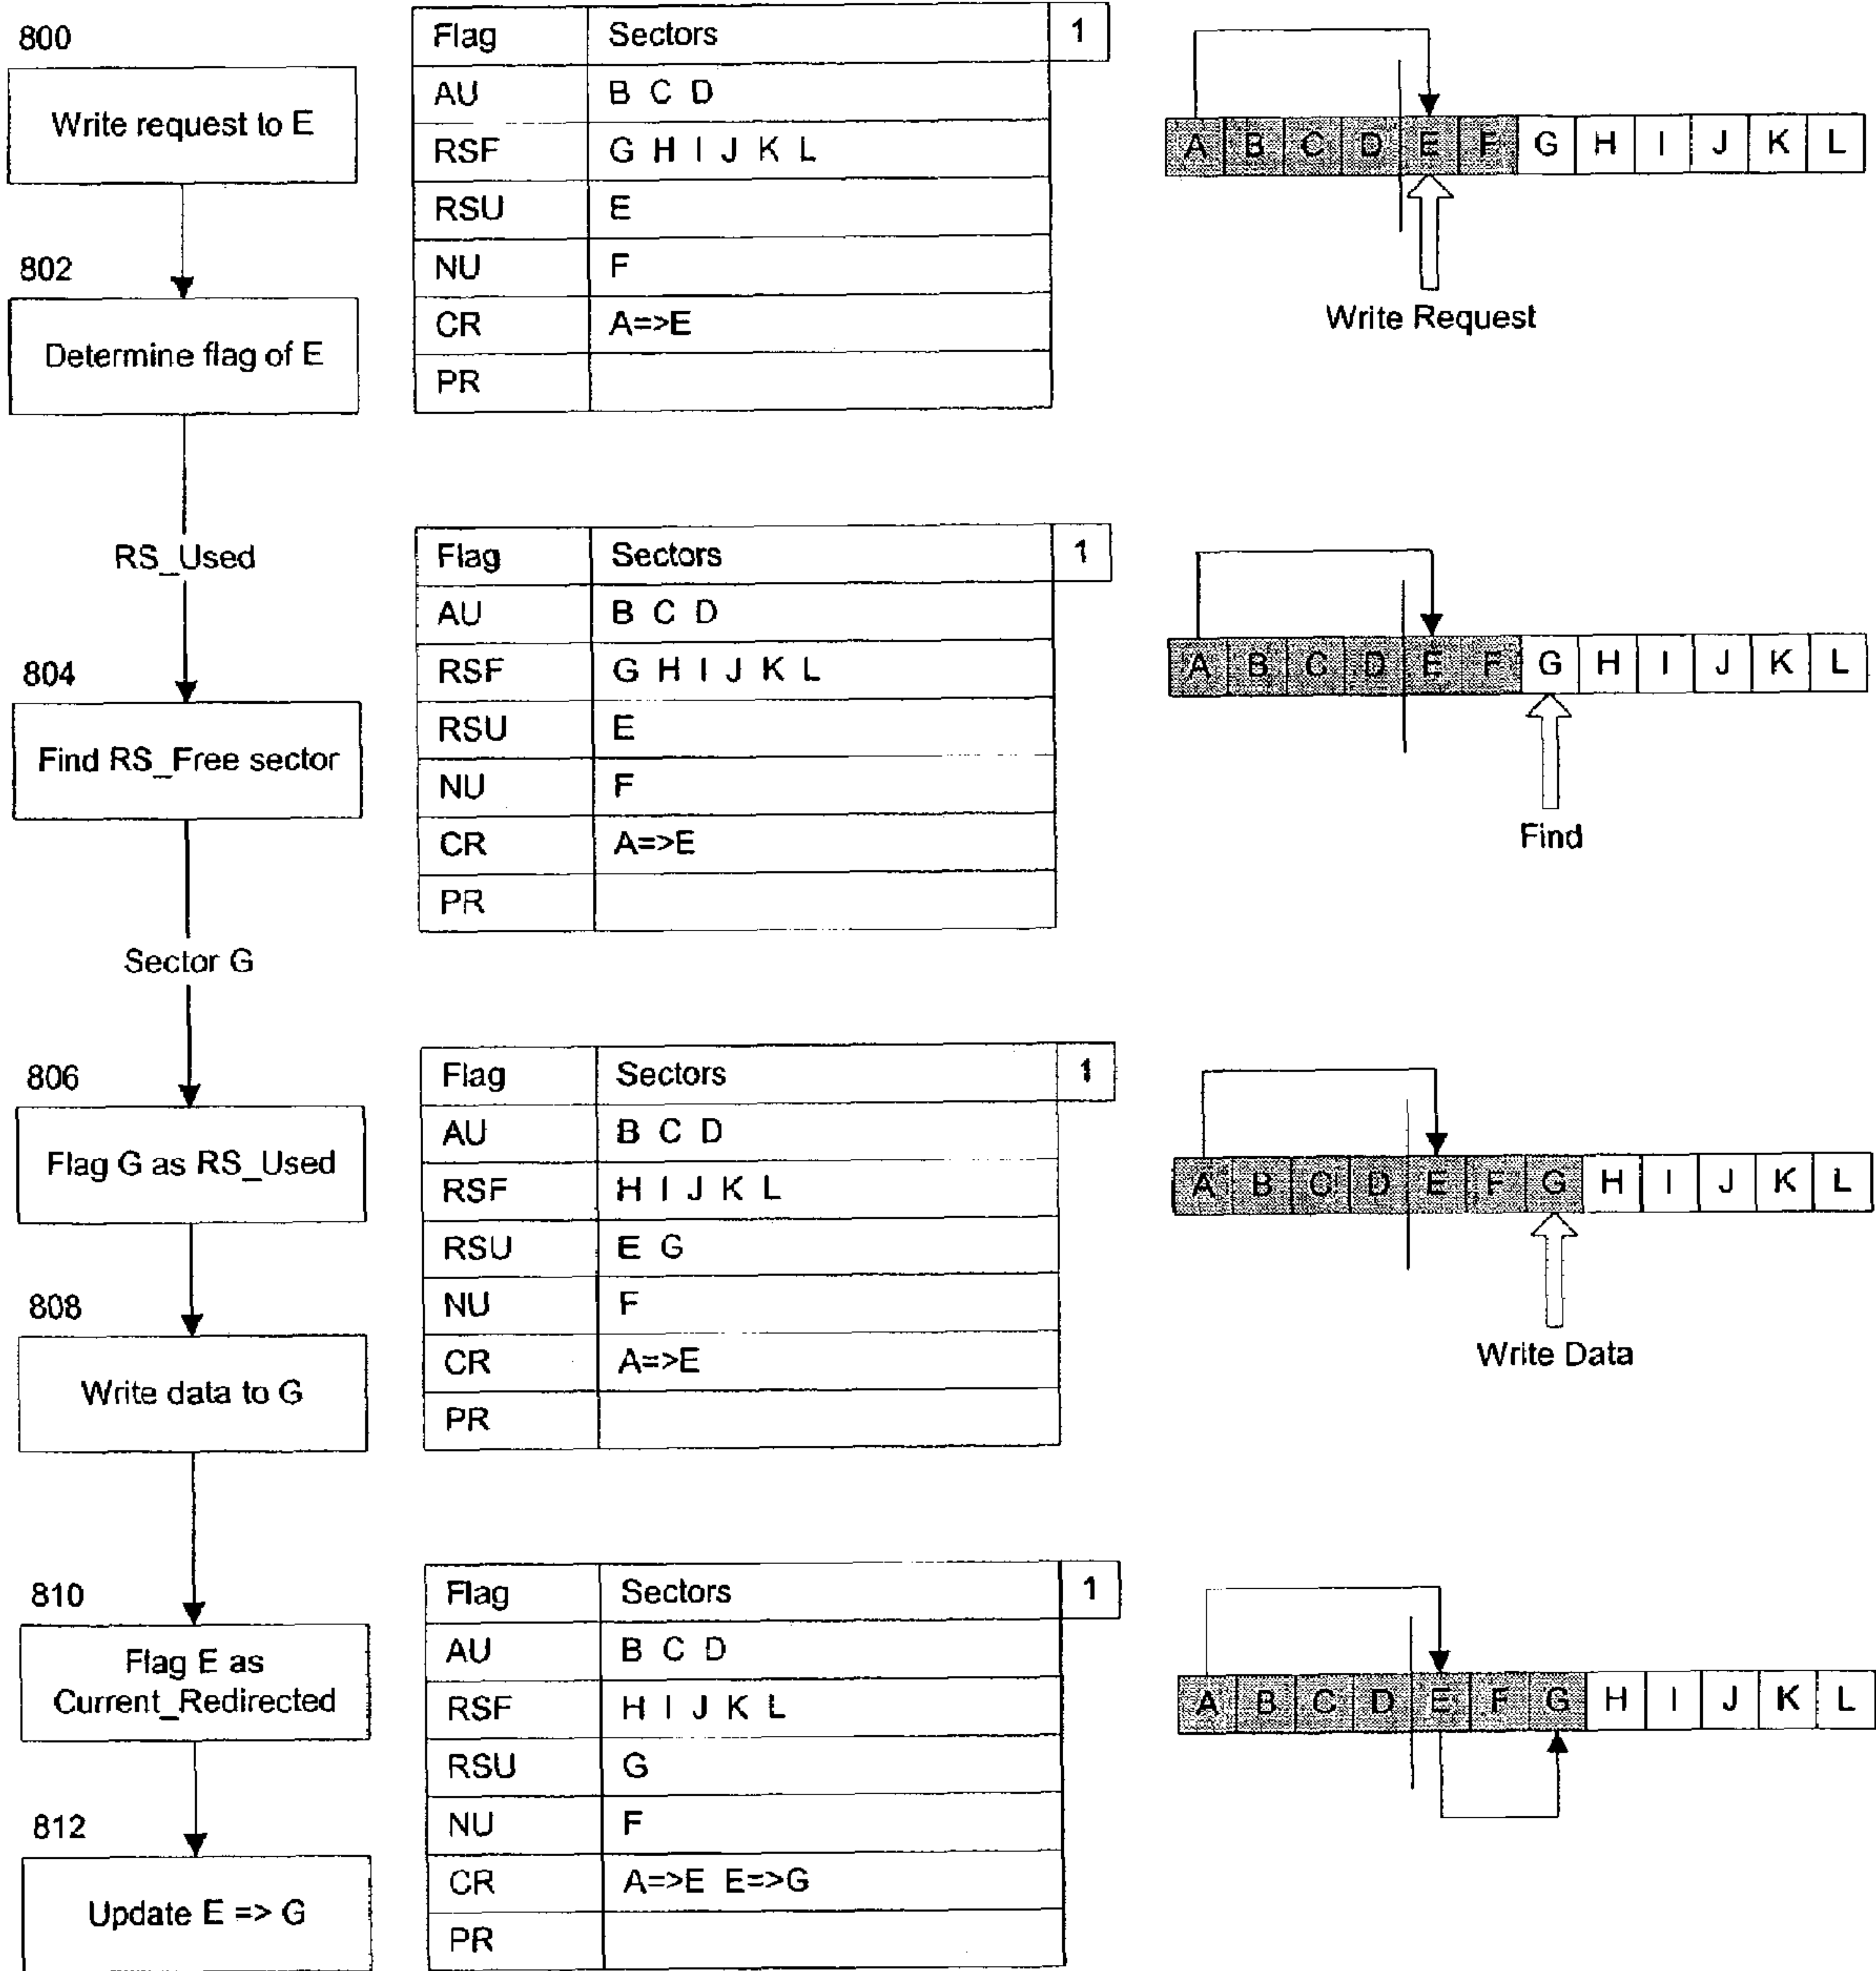 800
Write request to E
802
Determine flag of E
RS_Used
804
Find RS_Free sector
Sector G
806
Flag G as RS_Used
808
Write data to G
810
Flag E as
Current_Redirected
812
Update E => G
Flag Sectors 1
AU B C D
RSF G H I J K L
RSU E
NU F
CR A=>E
PR
A B C D E F G H I J K L
Write Request
Flag Sectors 1
AU B C D
RSF G H I J K L
RSU E
NU F
CR A=>E
PR
A B C D E F G H I J K L
Find
Flag Sectors 1
AU B C D
RSF H I J K L
RSU E G
NU F
CR A=>E
PR
A B C D E F G H I J K L
Write Data
Flag Sectors 1
AU B C D
RSF H I J K L
RSU G
NU F
CR A=>E E=>G
PR
A B C D E F G H I J K L